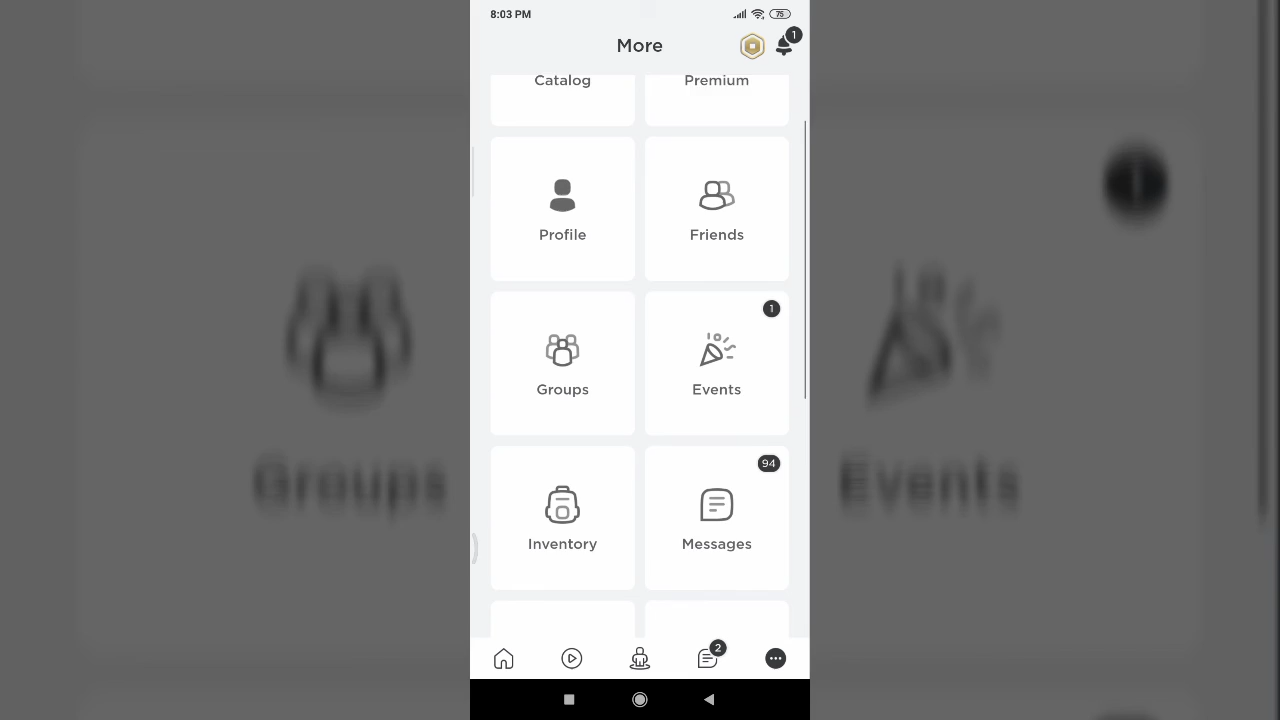 8:03 PM
75
More
1
Catalog
Premium
Profile
Friends
1
Groups
Events
94
Inventory
Messages
2
Groups
Events